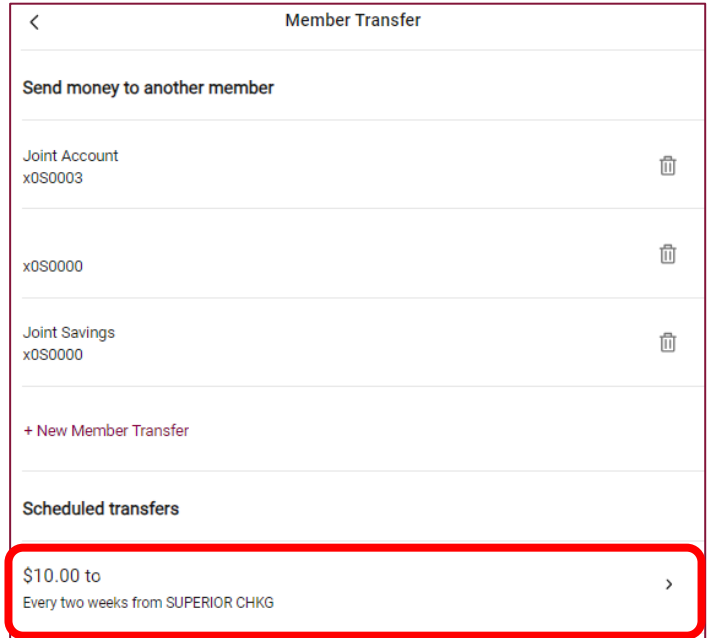 Member Transfer
Send money to another member
Joint Account
x0S0003
x0S0000
Joint Savings
x0S0000
+ New Member Transfer
Scheduled transfers
$10.00 to
Every two weeks from SUPERIOR CHKG